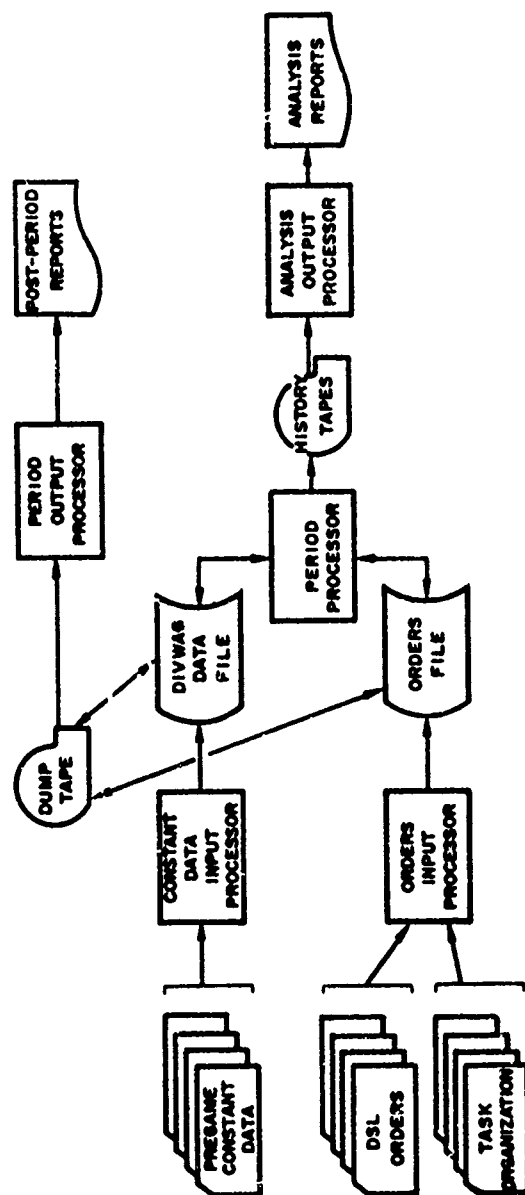 PREGAME
CONSTANT
DATA
CONSTANT
DATA
INPUT
PROCESSOR
DUMP
TAPE
PERIOD
OUTPUT
PROCESSOR
POST-PERIOD
REPORTS
DIVWAG
DATA
FILE
DSL
ORDERS
TASK
ORGANIZATION
ORDERS
INPUT
PROCESSOR
ORDERS
FILE
PERIOD
PROCESSOR
HISTORY
TAPES
ANALYSIS
OUTPUT
PROCESSOR
ANALYSIS
REPORTS